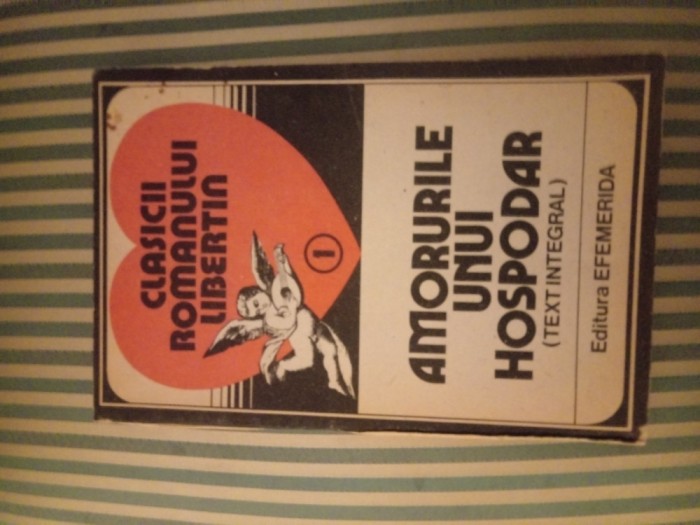 CLASICII
ROMANULUI
LIBERTIN
1
AMORURILE
UNUI
HOSPODAR
(TEXT INTEGRAL)
Editura EFEMERIDA